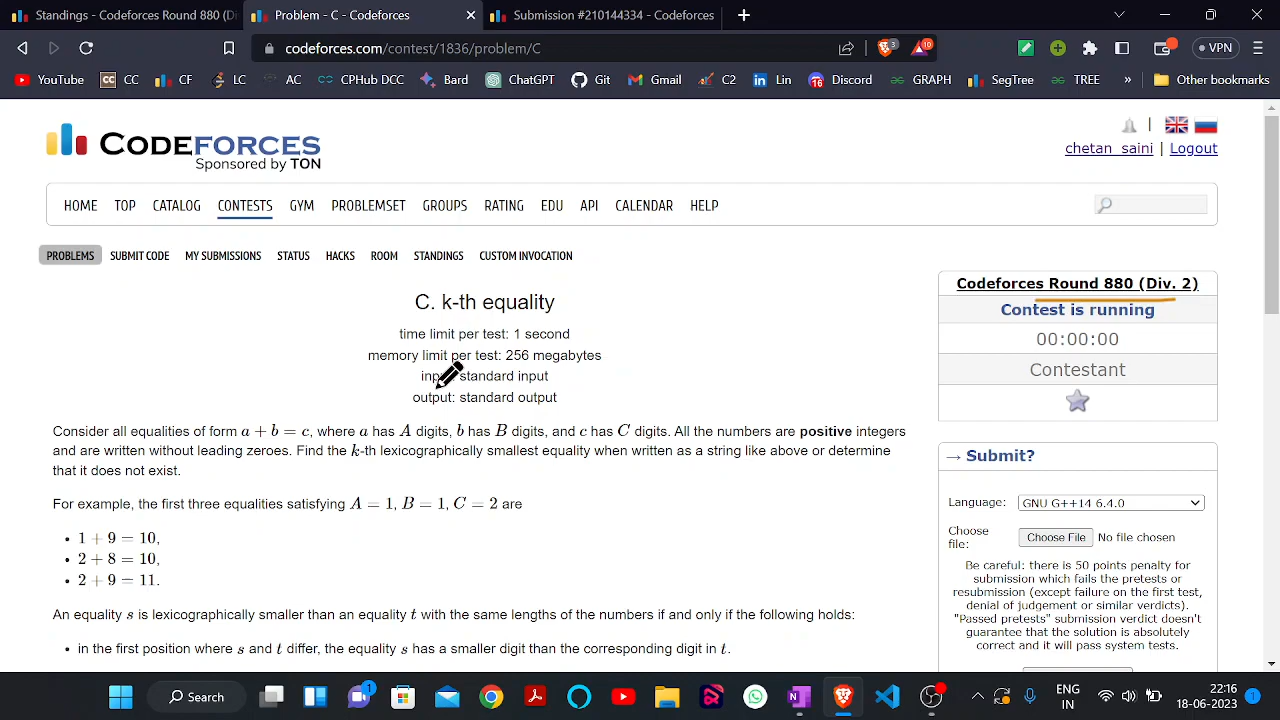 Standings - Codeforces Round 880 (Di
Problem - C - Codeforces
Submission #210144334 - Codeforces
codeforces.com/contest/1836/problem/C
3
10
VPN
YouTube
CC
CF
LC
AC
CPHub DCC
Bard
ChatGPT
Git
Gmail
C2
Lin
16
Discord
GRAPH
SegTree
TREE
»
Other bookmarks
CODEFORCES
Sponsored by TON
chetan_saini | Logout
HOME TOP CATALOG CONTESTS GYM PROBLEMSET GROUPS RATING EDU API CALENDAR HELP
PROBLEMS SUBMIT CODE MY SUBMISSIONS STATUS HACKS ROOM STANDINGS CUSTOM INVOCATION
C. k-th equality
time limit per test: 1 second
memory limit per test: 256 megabytes
input: standard input
output: standard output
Consider all equalities of form a + b = c, where a has A digits, b has B digits, and c has C digits. All the numbers are positive integers
and are written without leading zeroes. Find the k-th lexicographically smallest equality when written as a string like above or determine
that it does not exist.
For example, the first three equalities satisfying A = 1, B = 1, C = 2 are
• 1 + 9 = 10,
• 2 + 8 = 10,
• 2 + 9 = 11.
An equality s is lexicographically smaller than an equality t with the same lengths of the numbers if and only if the following holds:
• in the first position where s and t differ, the equality s has a smaller digit than the corresponding digit in t.
Codeforces Round 880 (Div. 2)
Contest is running
00:00:00
Contestant
→ Submit?
Language: GNU G++14 6.4.0
Choose
file:
Choose File No file chosen
Be careful: there is 50 points penalty for
submission which fails the pretests or
resubmission (except failure on the first test,
denial of judgement or similar verdicts).
"Passed pretests" submission verdict doesn't
guarantee that the solution is absolutely
correct and it will pass system tests.
Search
1
ENG
IN
22:16
18-06-2023
1